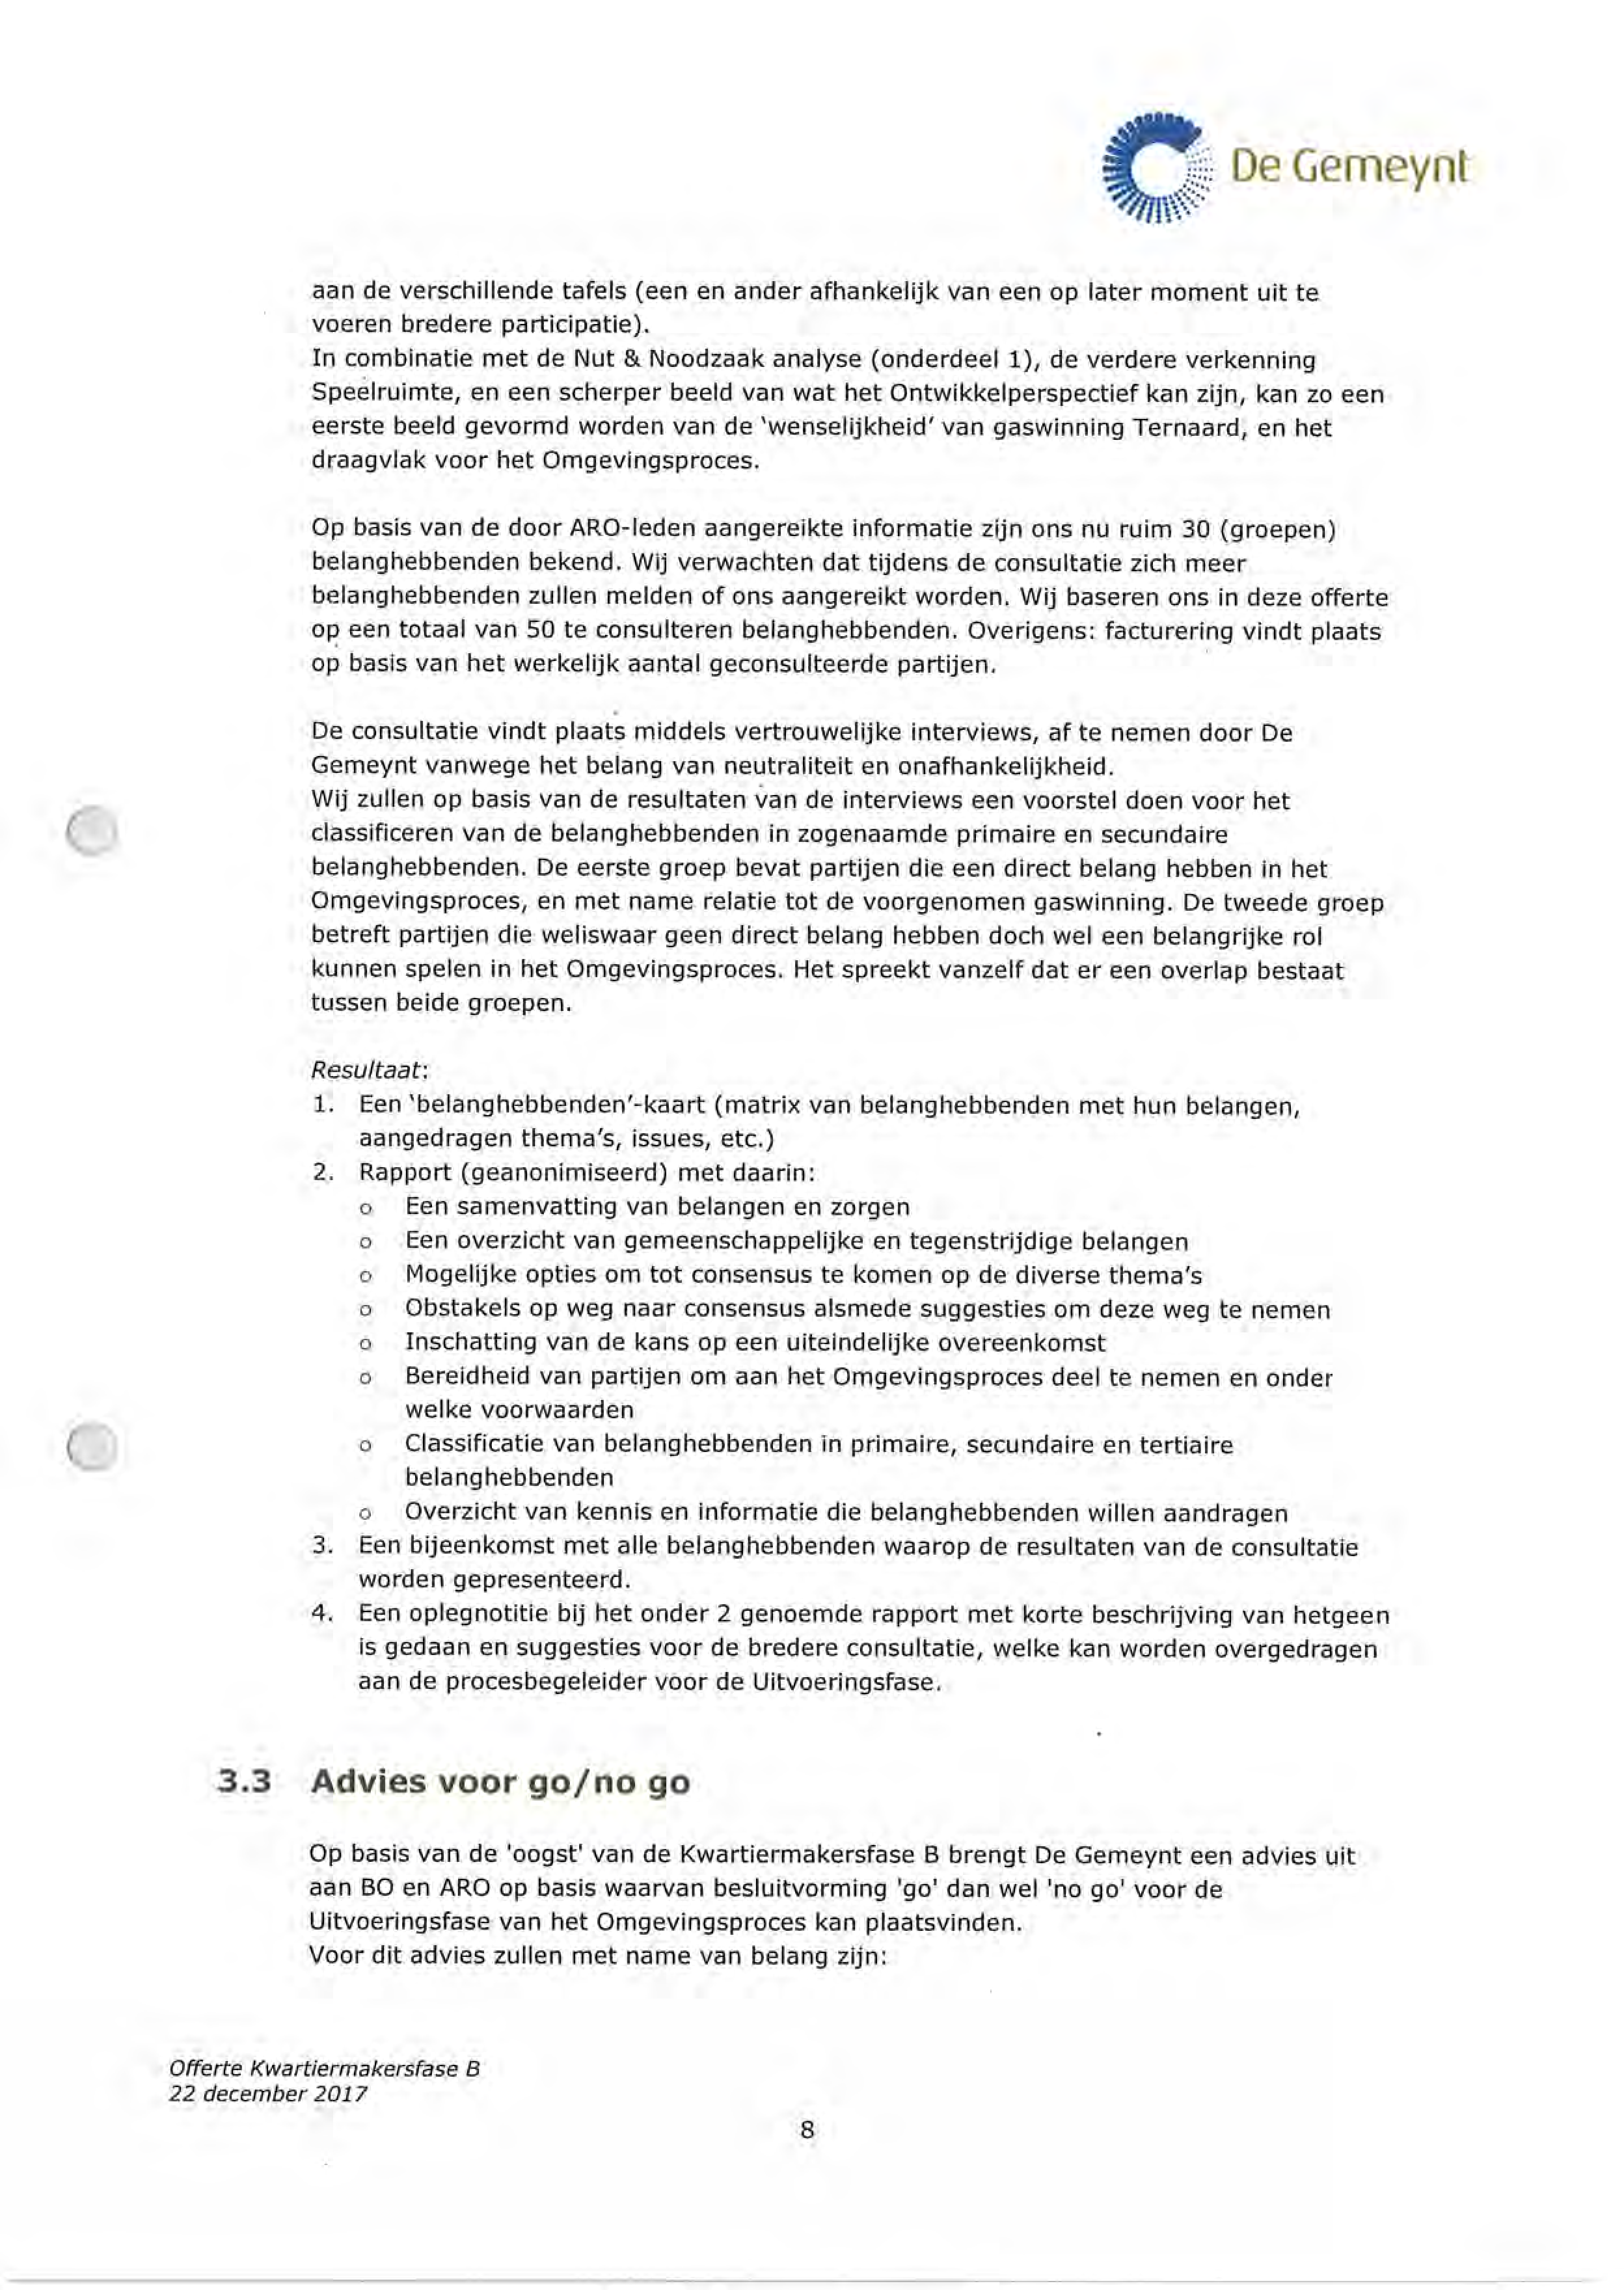 De Gemeynt
aan de verschillende tafels (een en ander afhankelijk van een op later moment uit te
voeren bredere participatie).
In combinatie met de Nut & Noodzaak analyse (onderdeel 1), de verdere verkenning
Speelruimte, en een scherper beeld van wat het Ontwikkelperspectief kan zijn, kan zo een
eerste beeld gevormd worden van de 'wenselijkheid' van gaswinning Ternaard, en het
draagvlak voor het Omgevingsproces.
Op basis van de door ARO-leden aangereikte informatie zijn ons nu ruim 30 (groepen)
belanghebbenden bekend. Wij verwachten dat tijdens de consultatie zich meer
belanghebbenden zullen melden of ons aangereikt worden. Wij baseren ons in deze offerte
op een totaal van 50 te consulteren belanghebbenden. Overigens: facturering vindt plaats
op basis van het werkelijk aantal geconsulteerde partijen.
De consultatie vindt plaats middels vertrouwelijke interviews, af te nemen door De
Gemeynt vanwege het belang van neutraliteit en onafhankelijkheid.
Wij zullen op basis van de resultaten van de interviews een voorstel doen voor het
classificeren van de belanghebbenden in zogenaamde primaire en secundaire
belanghebbenden. De eerste groep bevat partijen die een direct belang hebben in het
Omgevingsproces, en met name relatie tot de voorgenomen gaswinning. De tweede groep
betreft partijen die weliswaar geen direct belang hebben doch wel een belangrijke rol
kunnen spelen in het Omgevingsproces. Het spreekt vanzelf dat er een overlap bestaat
tussen beide groepen.
Resultaat:
1. Een 'belanghebbenden'-kaart (matrix van belanghebbenden met hun belangen,
aangedragen thema's, issues, etc.)
2. Rapport (geanonimiseerd) met daarin:
o Een samenvatting van belangen en zorgen
o Een overzicht van gemeenschappelijke en tegenstrijdige belangen
o Mogelijke opties om tot consensus te komen op de diverse thema's
o Obstakels op weg naar consensus alsmede suggesties om deze weg te nemen
o Inschatting van de kans op een uiteindelijke overeenkomst
o Bereidheid van partijen om aan het Omgevingsproces deel te nemen en onder
welke voorwaarden
o Classificatie van belanghebbenden in primaire, secundaire en tertiaire
belanghebbenden
o Overzicht van kennis en informatie die belanghebbenden willen aandragen
3. Een bijeenkomst met alle belanghebbenden waarop de resultaten van de consultatie
worden gepresenteerd.
4. Een oplegnotitie bij het onder 2 genoemde rapport met korte beschrijving van hetgeen
is gedaan en suggesties voor de bredere consultatie, welke kan worden overgedragen
aan de procesbegeleider voor de Uitvoeringsfase.
3.3 Advies voor go/no go
Op basis van de 'oogst' van de Kwartiermakersfase B brengt De Gemeynt een advies uit
aan BO en ARO op basis waarvan besluitvorming 'go' dan wel 'no go' voor de
Uitvoeringsfase van het Omgevingsproces kan plaatsvinden.
Voor dit advies zullen met name van belang zijn:
Offerte Kwartiermakersfase B
22 december 2017
8